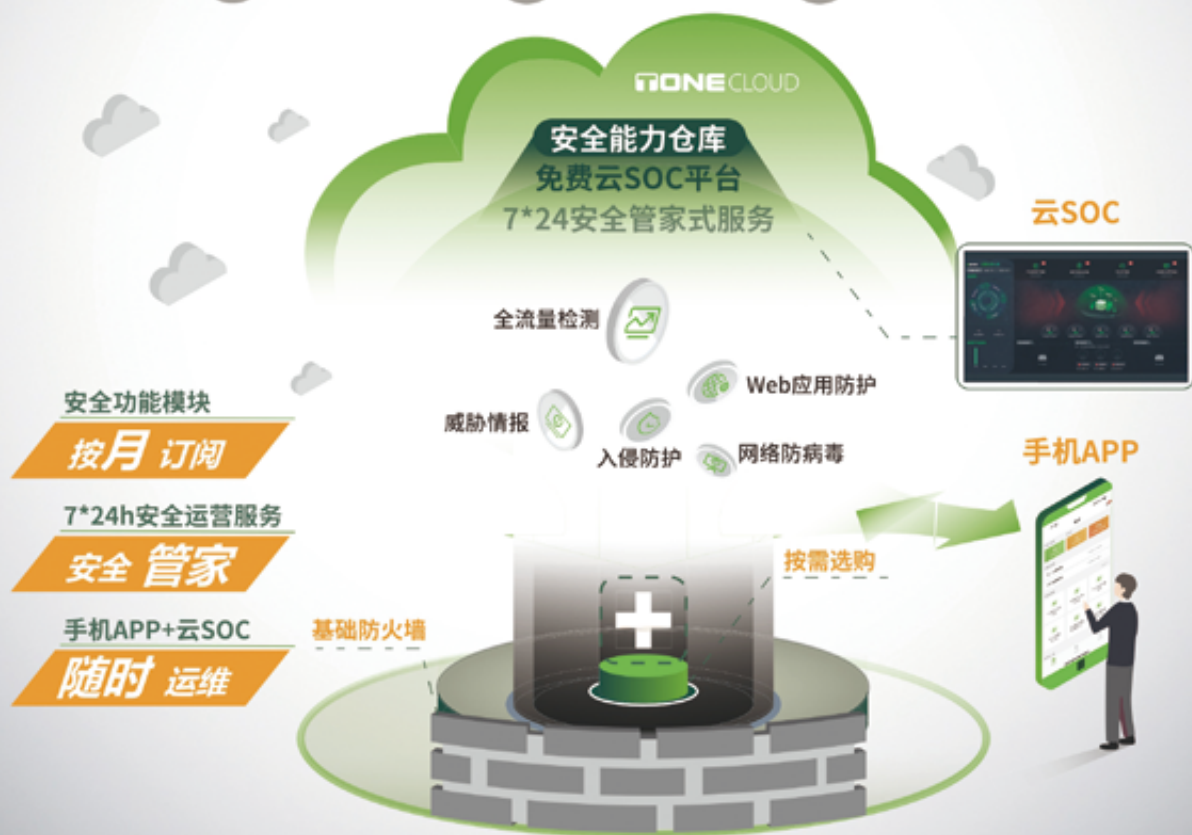 TONE CLOUD
安全能力仓库
免费云SOC平台
7*24安全管家式服务
云SOC
全流量检测
Web应用防护
威胁情报
入侵防护
网络防病毒
安全功能模块
按月 订阅
7*24h安全运营服务
安全 管家
手机APP+云SOC
随时 运维
手机APP
按需选购
基础防火墙